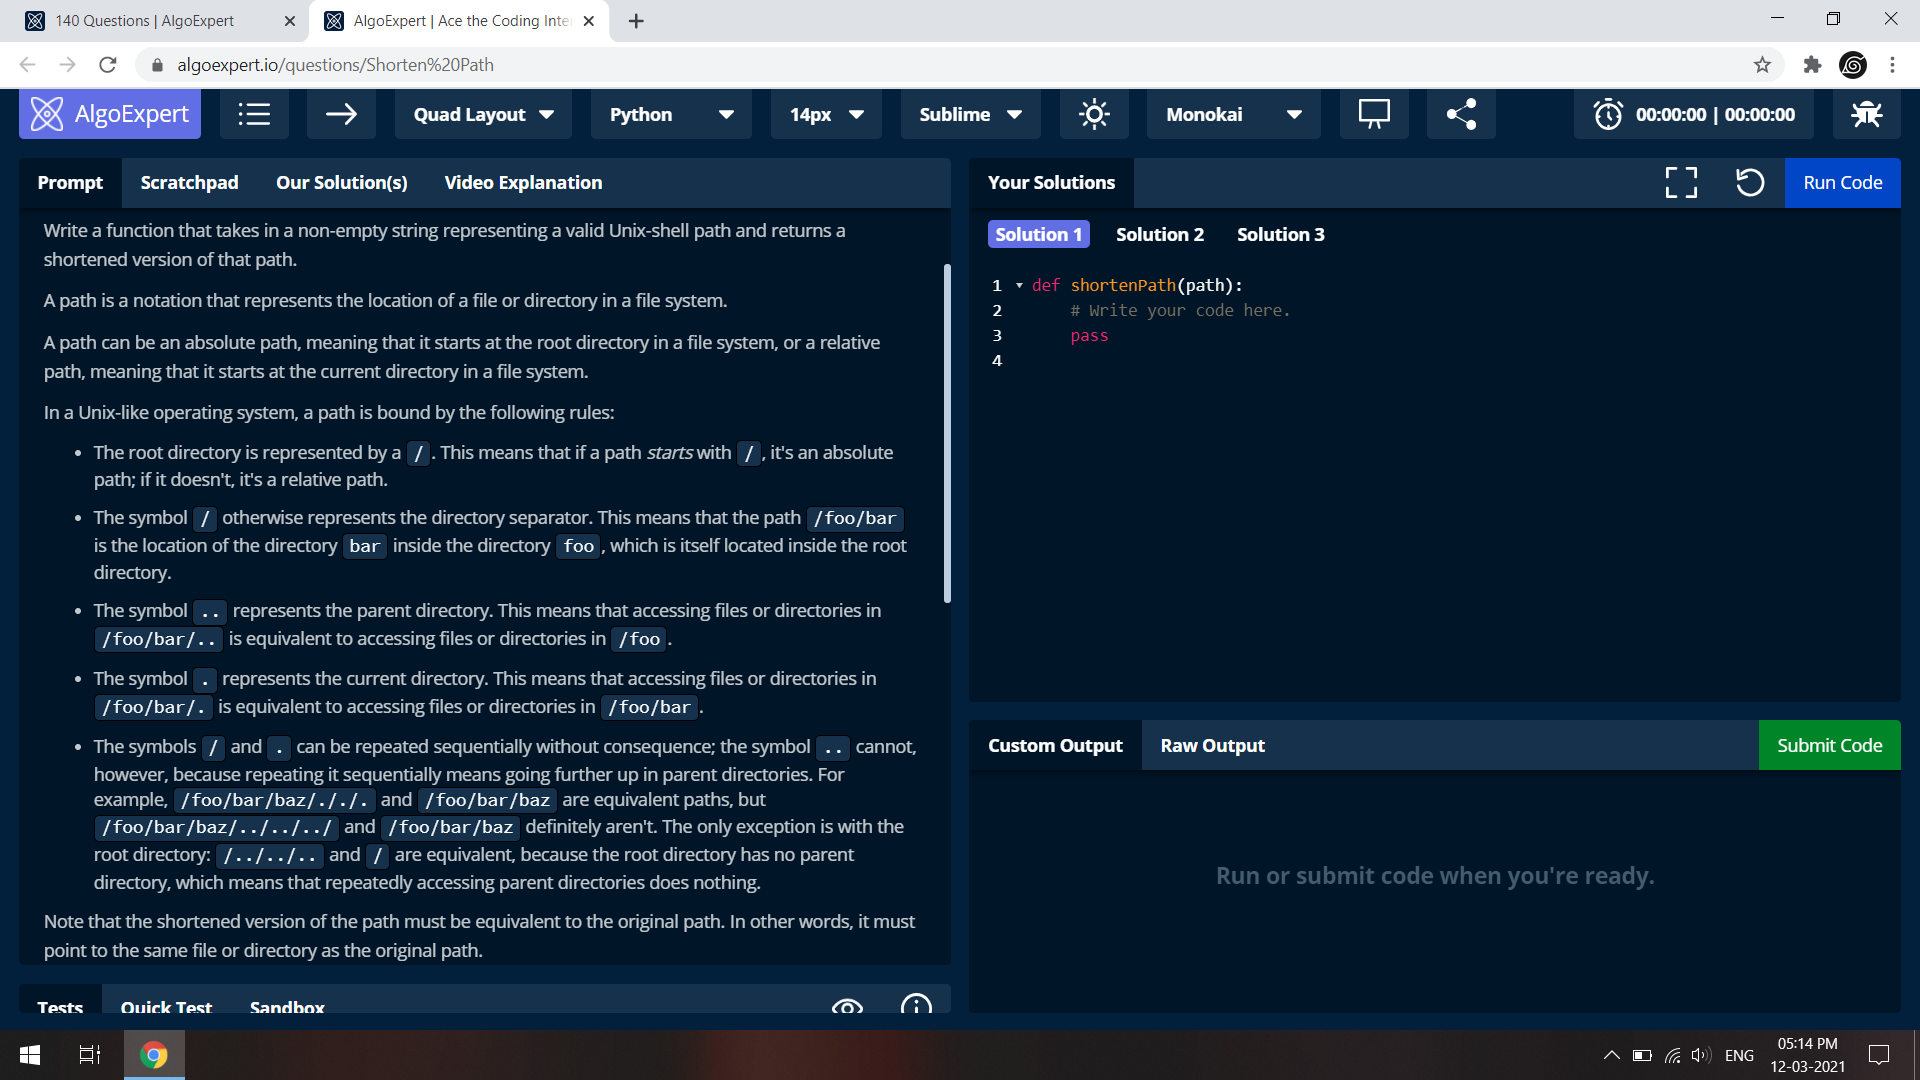 140 Questions | AlgoExpert
AlgoExpert | Ace the Coding Inte
algoexpert.io/questions/Shorten%20Path
AlgoExpert
Quad Layout
Python
14px
Sublime
Monokai
00:00:00 | 00:00:00
Prompt Scratchpad Our Solution(s) Video Explanation
Write a function that takes in a non-empty string representing a valid Unix-shell path and returns a
shortened version of that path.
A path is a notation that represents the location of a file or directory in a file system.
A path can be an absolute path, meaning that it starts at the root directory in a file system, or a relative
path, meaning that it starts at the current directory in a file system.
In a Unix-like operating system, a path is bound by the following rules:
• The root directory is represented by a / . This means that if a path starts with / , it's an absolute
path; if it doesn't, it's a relative path.
• The symbol / otherwise represents the directory separator. This means that the path /foo/bar
is the location of the directory bar inside the directory foo , which is itself located inside the root
directory.
• The symbol .. represents the parent directory. This means that accessing files or directories in
/foo/bar/.. is equivalent to accessing files or directories in /foo .
• The symbol . represents the current directory. This means that accessing files or directories in
/foo/bar/. is equivalent to accessing files or directories in /foo/bar .
• The symbols / and . can be repeated sequentially without consequence; the symbol .. cannot,
however, because repeating it sequentially means going further up in parent directories. For
example, /foo/bar/baz/././. and /foo/bar/baz are equivalent paths, but
/foo/bar/baz/../../../ and /foo/bar/baz definitely aren't. The only exception is with the
root directory: /../../.. and / are equivalent, because the root directory has no parent
directory, which means that repeatedly accessing parent directories does nothing.
Note that the shortened version of the path must be equivalent to the original path. In other words, it must
point to the same file or directory as the original path.
Tests Quick Test Sandbox
Your Solutions
Run Code
Solution 1 Solution 2 Solution 3
1 def shortenPath(path):
2 # Write your code here.
3 pass
4
Custom Output Raw Output
Submit Code
Run or submit code when you're ready.
ENG
05:14 PM
12-03-2021